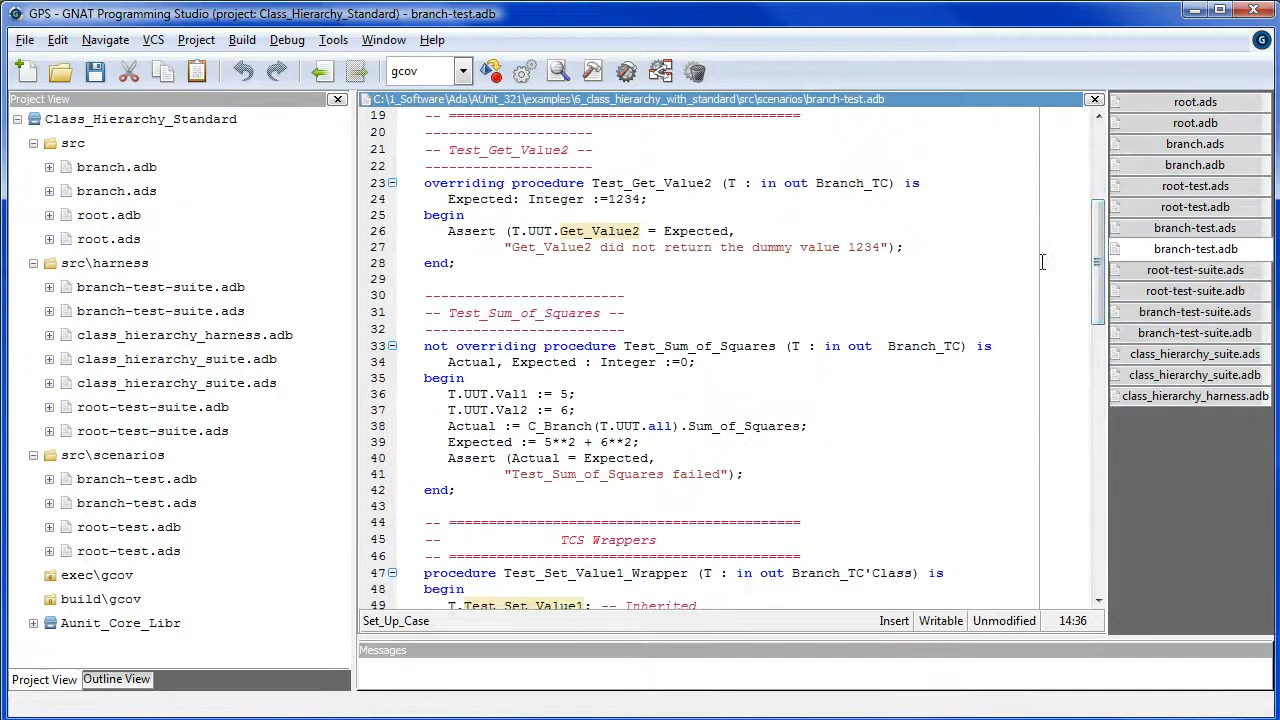 GPS - GNAT Programming Studio (project: Class_Hierarchy_Standard) - branch-test.adb
File Edit Navigate VCS Project Build Debug Tools Window Help
gcov
Project View
Class_Hierarchy_Standard
src
branch.adb
branch.ads
root.adb
root.ads
src\harness
branch-test-suite.adb
branch-test-suite.ads
class_hierarchy_harness.adb
class_hierarchy_suite.adb
class_hierarchy_suite.ads
root-test-suite.adb
root-test-suite.ads
src\scenarios
branch-test.adb
branch-test.ads
root-test.adb
root-test.ads
exec\gcov
build\gcov
Aunit_Core_Libr
Project View Outline View
C:\1_Software\Ada\AUnit_321\examples\6_class_hierarchy_with_standard\src\scenarios\branch-test.adb
19 -- ============================================
20 ---------------------
21 -- Test_Get_Value2 --
22 ---------------------
23 overriding procedure Test_Get_Value2 (T : in out Branch_TC) is
24 Expected: Integer :=1234;
25 begin
26 Assert (T.UUT.Get_Value2 = Expected,
27 "Get_Value2 did not return the dummy value 1234");
28 end;
29
30 -------------------------
31 -- Test_Sum_of_Squares --
32 -------------------------
33 not overriding procedure Test_Sum_of_Squares (T : in out  Branch_TC) is
34 Actual, Expected : Integer :=0;
35 begin
36 T.UUT.Val1 := 5;
37 T.UUT.Val2 := 6;
38 Actual := C_Branch(T.UUT.all).Sum_of_Squares;
39 Expected := 5**2 + 6**2;
40 Assert (Actual = Expected,
41 "Test_Sum_of_Squares failed");
42 end;
43
44 -- ============================================
45 -- TCS Wrappers
46 -- ============================================
47 procedure Test_Set_Value1_Wrapper (T : in out Branch_TC'Class) is
48 begin
49 T.Test_Set_Value1; -- Inherited
Set_Up_Case Insert Writable Unmodified 14:36
Messages
root.ads
root.adb
branch.ads
branch.adb
root-test.ads
root-test.adb
branch-test.ads
branch-test.adb
root-test-suite.ads
root-test-suite.adb
branch-test-suite.ads
branch-test-suite.adb
class_hierarchy_suite.ads
class_hierarchy_suite.adb
class_hierarchy_harness.adb